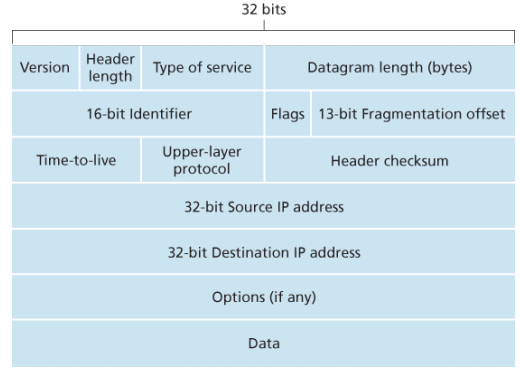 32 bits
Version
Header
length
Type of service
Datagram length (bytes)
16-bit Identifier
Flags
13-bit Fragmentation offset
Time-to-live
Upper-layer
protocol
Header checksum
32-bit Source IP address
32-bit Destination IP address
Options (if any)
Data